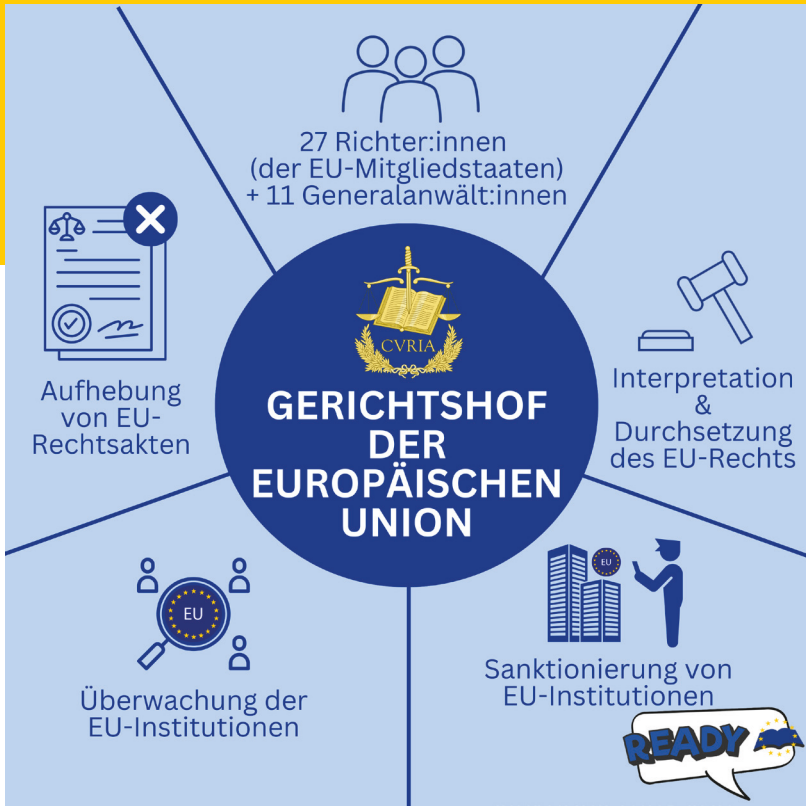 27 Richter:innen
(der EU-Mitgliedstaaten)
+ 11 Generalanwält:innen
CVRIA
GERICHTSHOF
DER
EUROPÄISCHEN
UNION
Aufhebung
von EU-
Rechtsakten
Interpretation
&
Durchsetzung
des EU-Rechts
EU
Überwachung der
EU-Institutionen
EU
Sanktionierung von
EU-Institutionen
READY